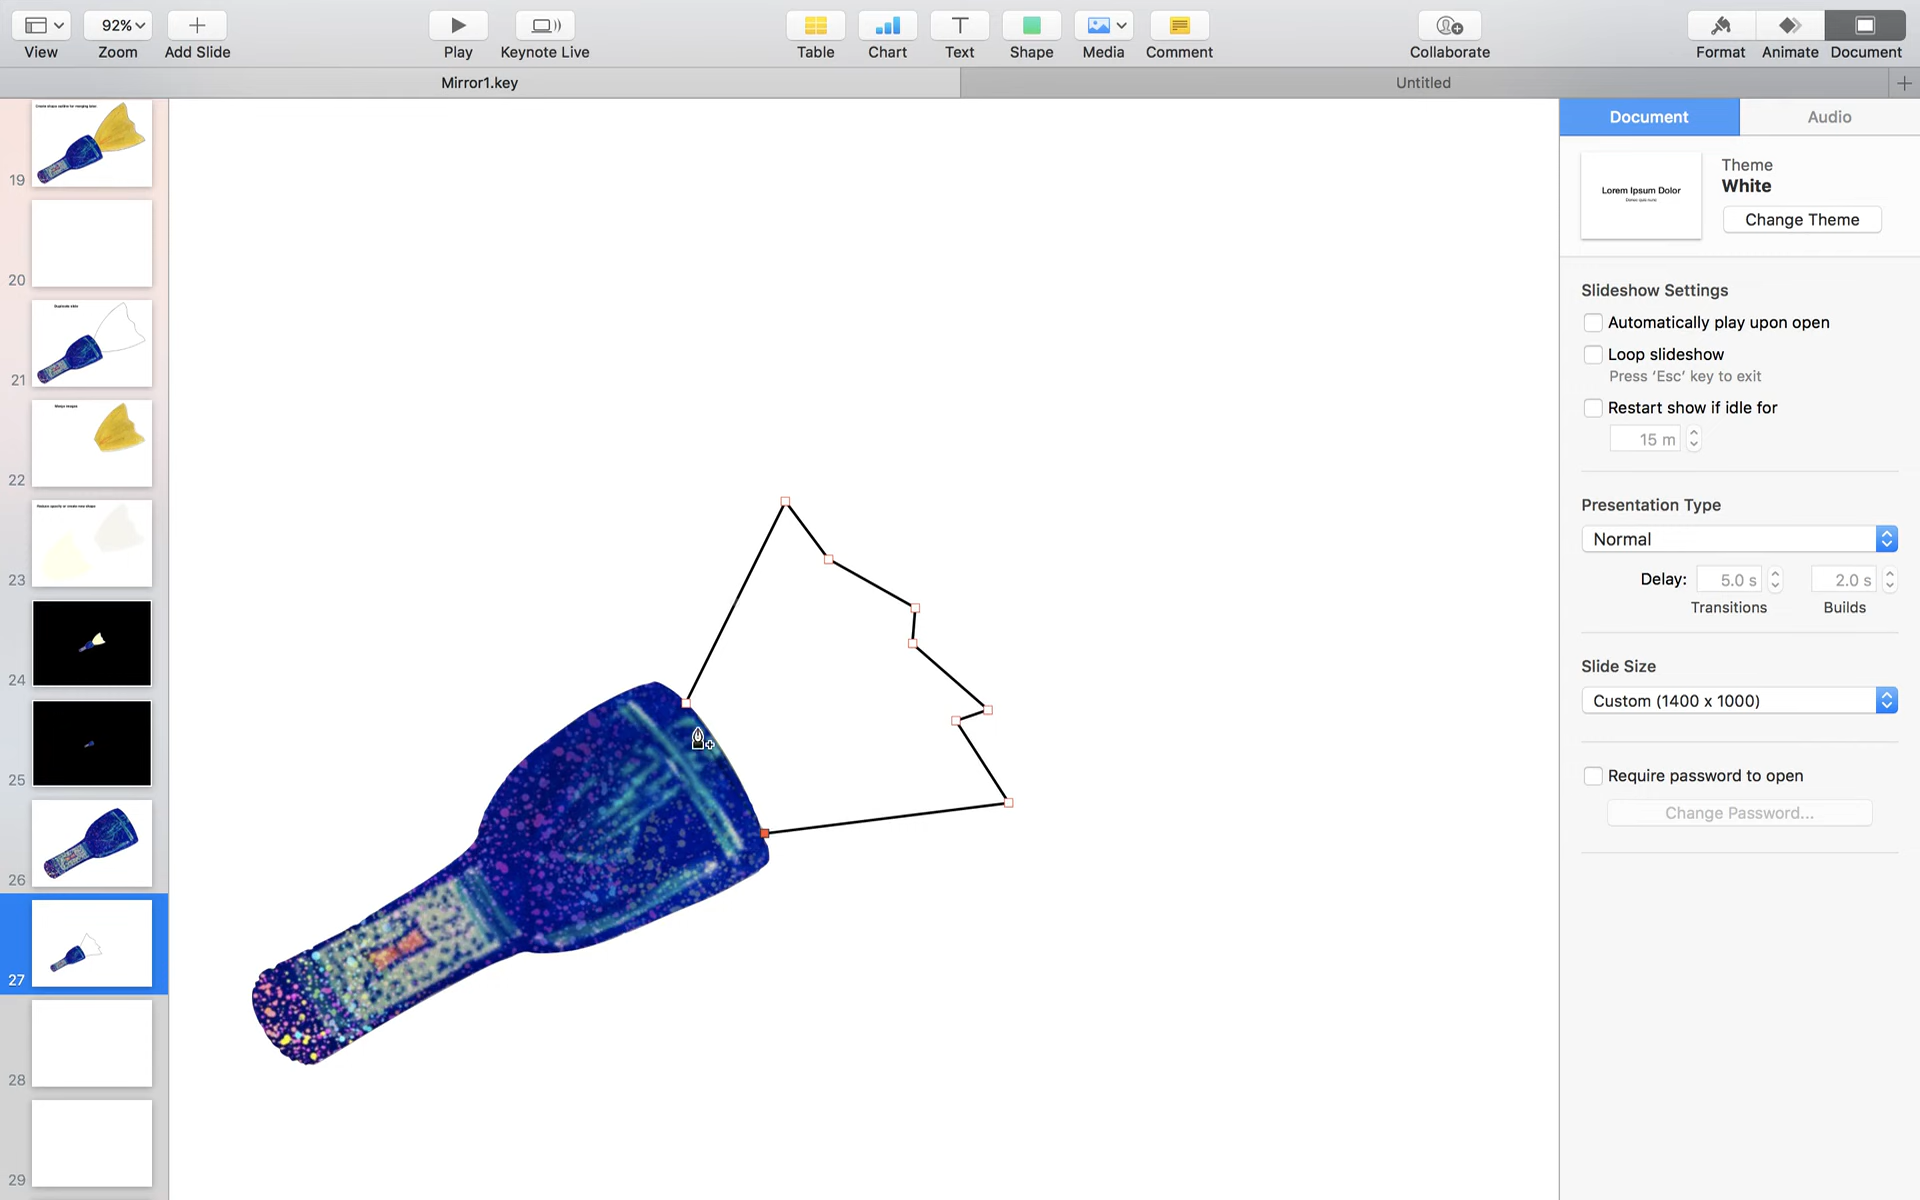 92%
View
Zoom
Add Slide
Play
Keynote Live
Table
Chart
Text
Shape
Media
Comment
Collaborate
Format
Animate
Document
Mirror1.key
Untitled
Document
Audio
Lorem Ipsum Dolor
Theme
White
Change Theme
Slideshow Settings
Automatically play upon open
Loop slideshow
Press ‘Esc’ key to exit
Restart show if idle for
15 m
Presentation Type
Normal
Delay:
5.0 s
2.0 s
Transitions
Builds
Slide Size
Custom (1400 x 1000)
Require password to open
Change Password...
19
20
Duplicate slide
21
22
23
24
25
26
27
28
29